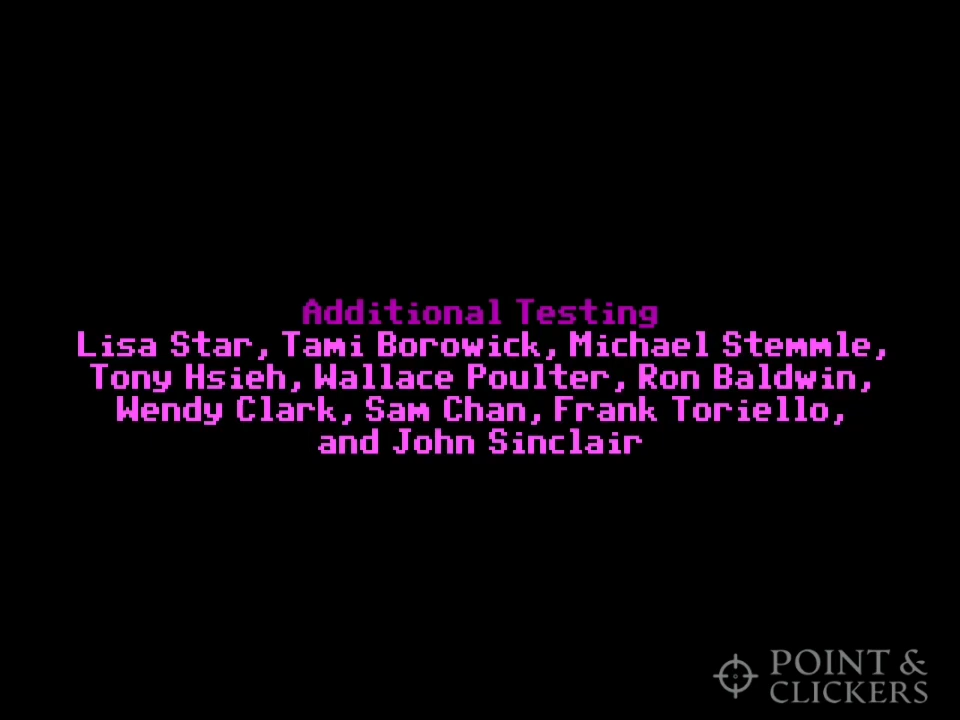 Additional Testing
Lisa Star, Tami Borowick, Michael Stemmle,
Tony Hsieh, Wallace Poulter, Ron Baldwin,
Wendy Clark, Sam Chan, Frank Toriello,
and John Sinclair
POINT &
CLICKERS